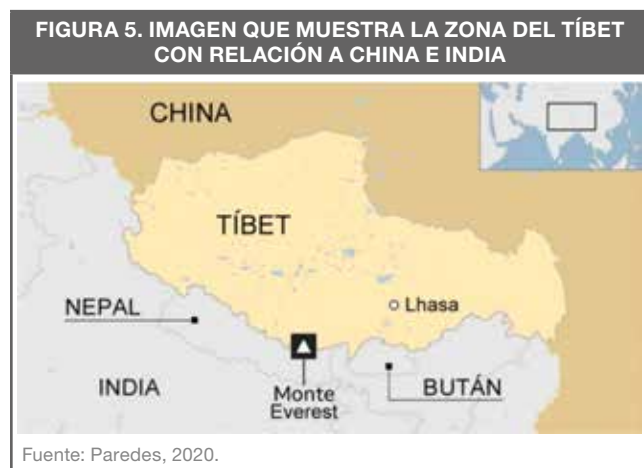 FIGURA 5. IMAGEN QUE MUESTRA LA ZONA DEL TÍBET
CON RELACIÓN A CHINA E INDIA
CHINA
TÍBET
Lhasa
NEPAL
INDIA
Monte
Everest
BUTÁN
Fuente: Paredes, 2020.